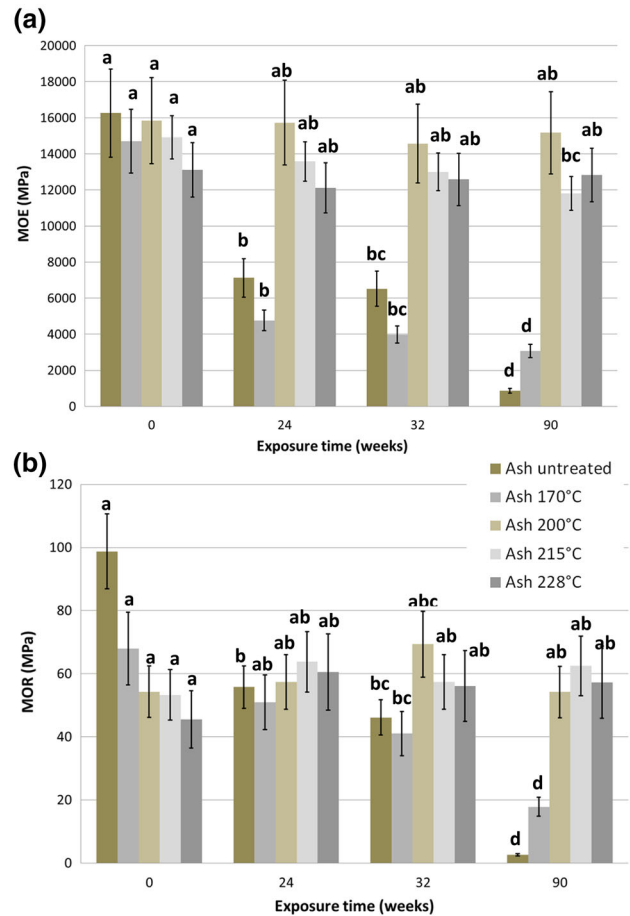 (a)
20000
18000
16000
14000
12000
10000
8000
6000
4000
2000
0
MOE (MPa)
a a a a a
b b ab ab ab
bc bc ab ab ab
d d ab bc ab
0 24 32 90
Exposure time (weeks)
(b)
120
100
80
60
40
20
0
MOR (MPa)
a a a a a
b ab ab ab ab
bc bc abc ab ab
d d ab ab ab
Ash untreated
Ash 170°C
Ash 200°C
Ash 215°C
Ash 228°C
0 24 32 90
Exposure time (weeks)